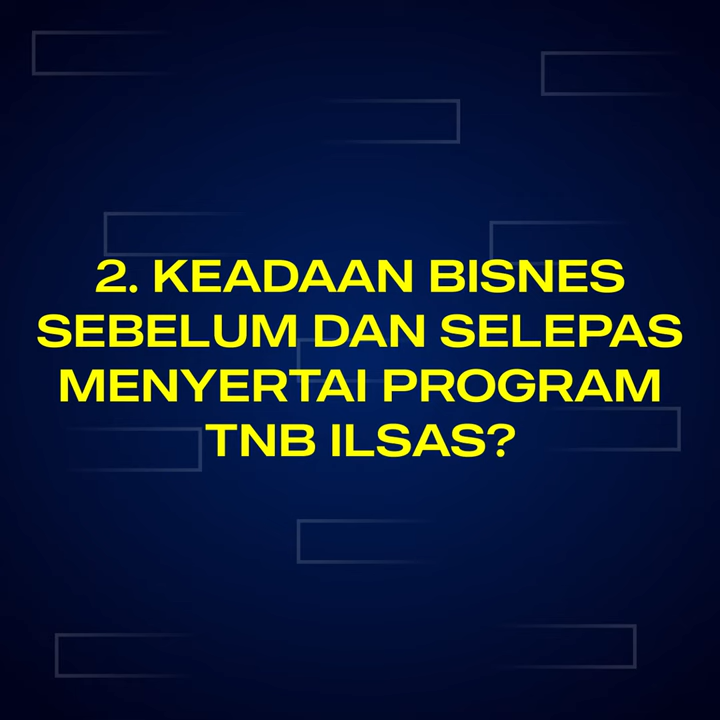 2. KEADAAN BISNES
SEBELUM DAN SELEPAS
MENYERTAI PROGRAM
TNB ILSAS?